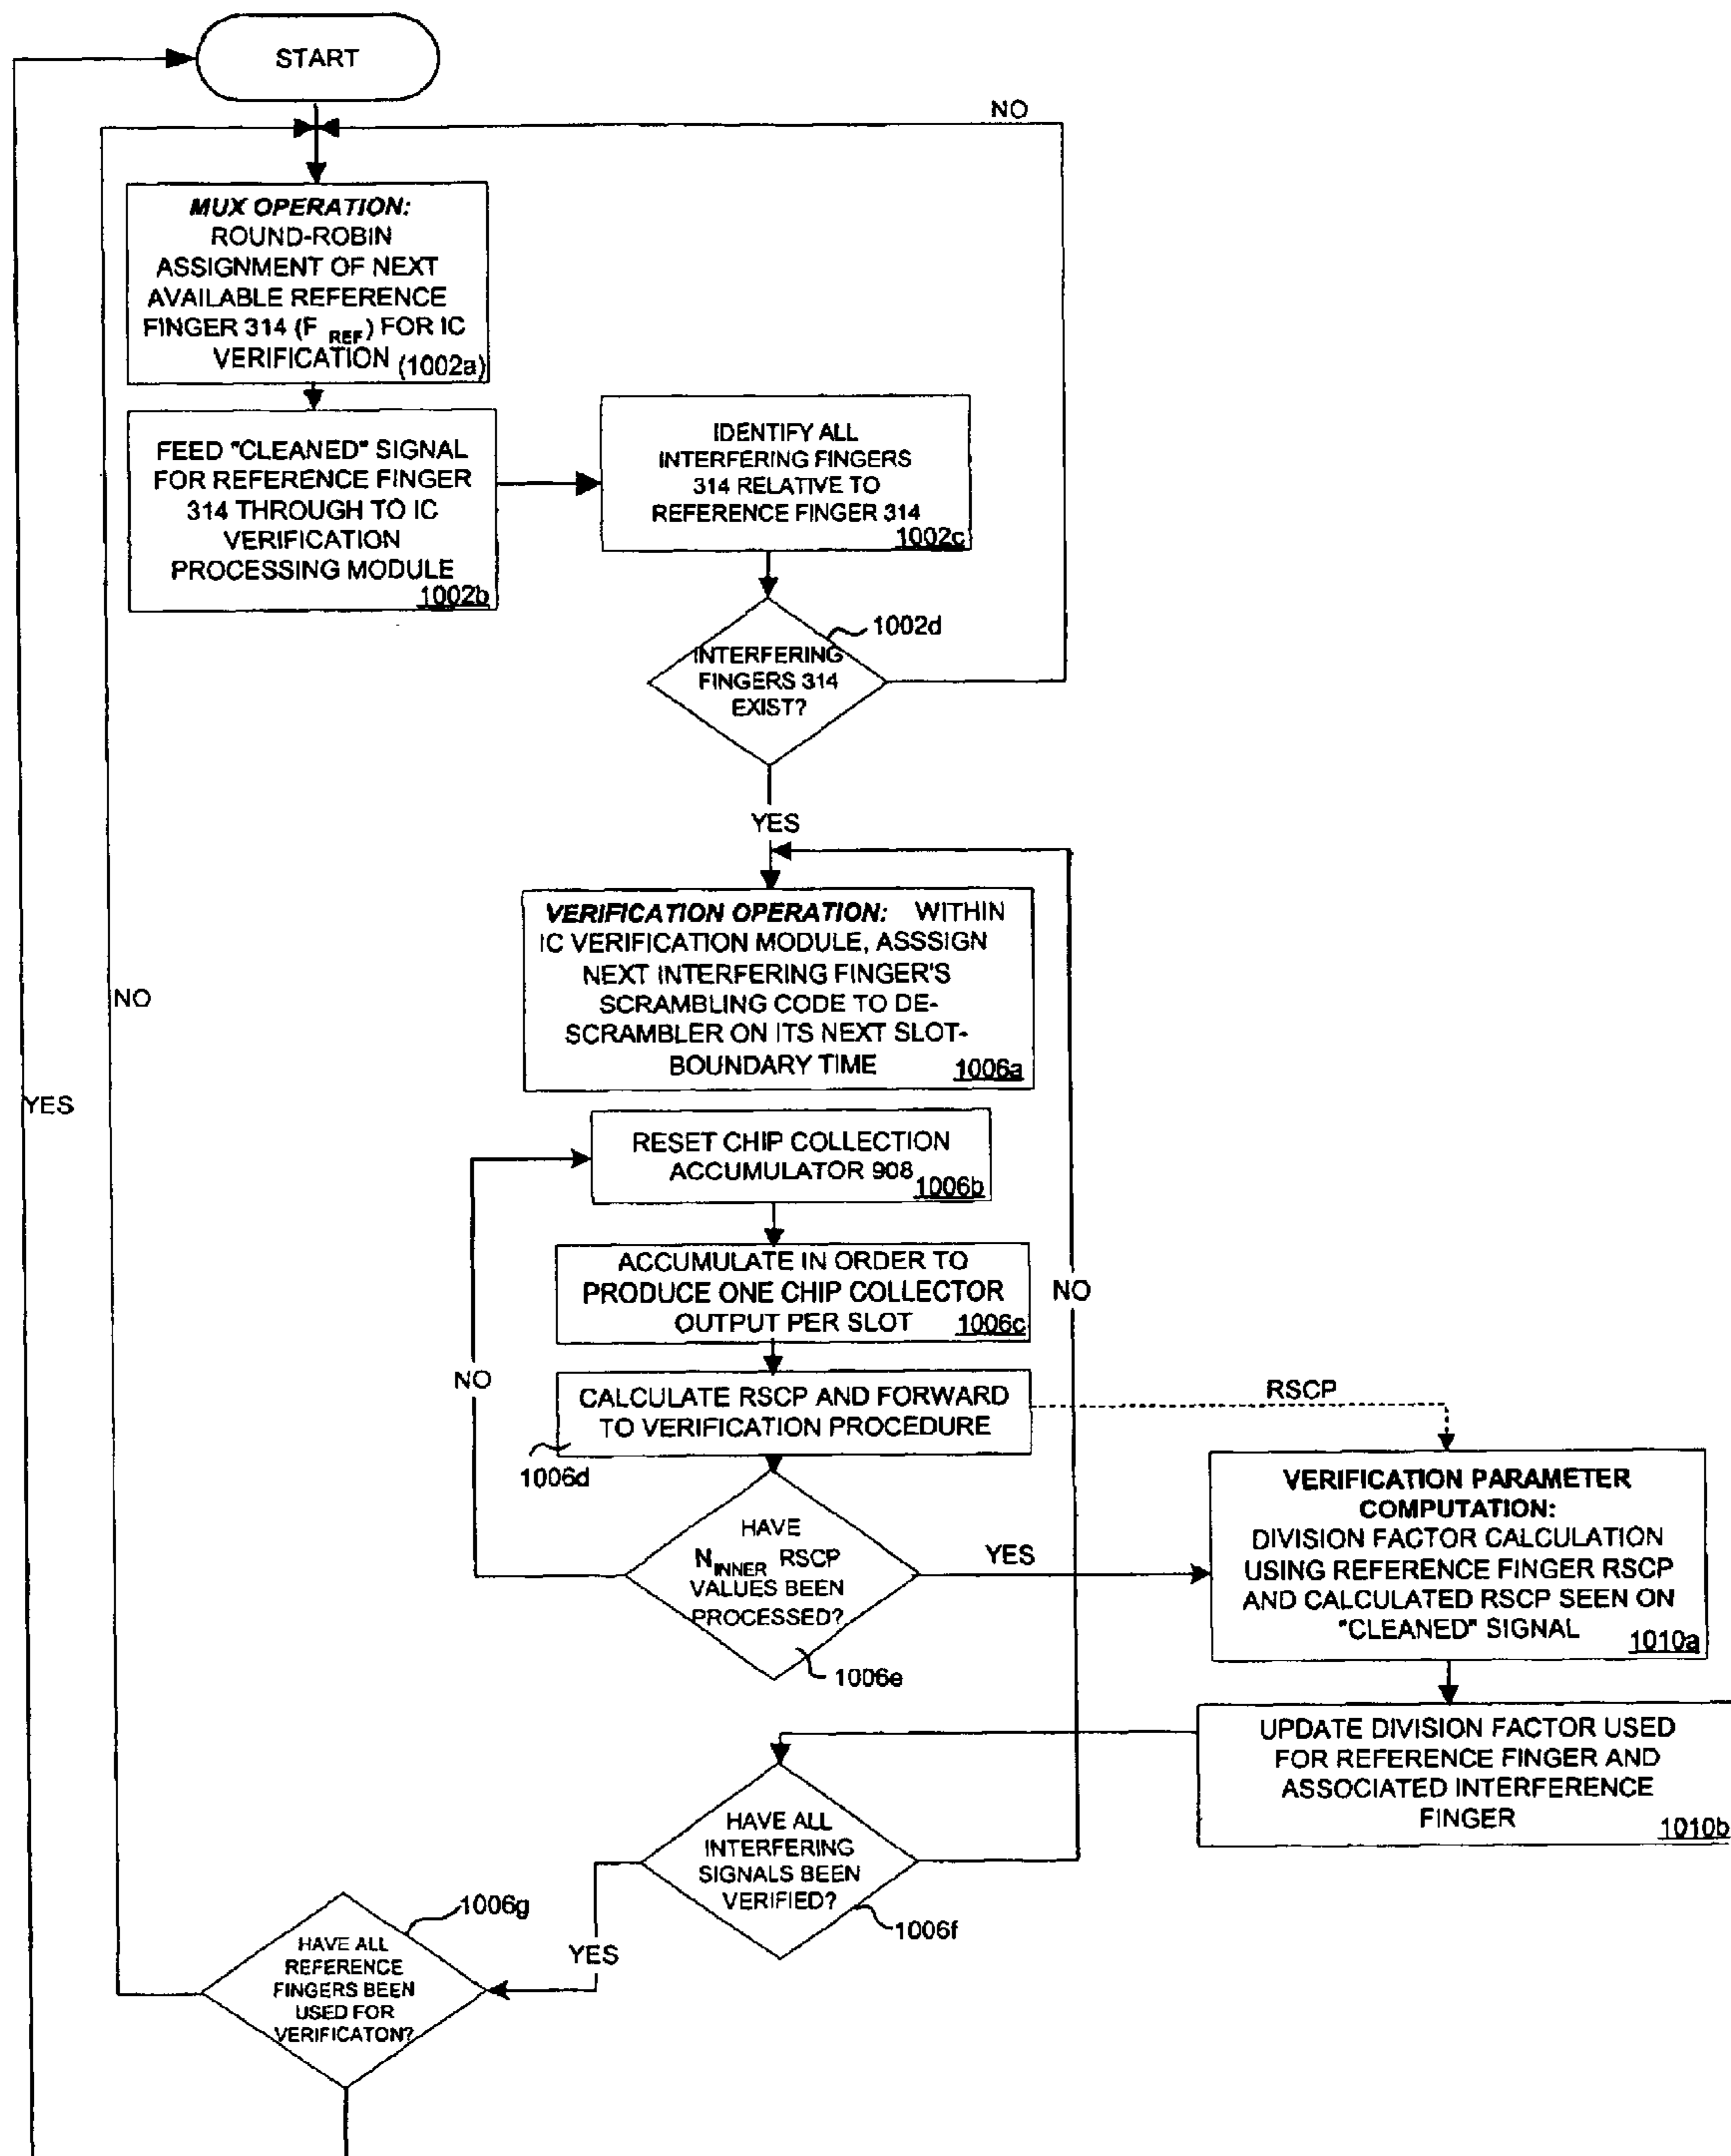 START
NO
MUX OPERATION:
ROUND-ROBIN
ASSIGNMENT OF NEXT
AVAILABLE REFERENCE
FINGER 314 (F REF) FOR IC
VERIFICATION (1002a)
FEED "CLEANED" SIGNAL
FOR REFERENCE FINGER
314 THROUGH TO IC
VERIFICATION
PROCESSING MODULE
1002b
IDENTIFY ALL
INTERFERING FINGERS
314 RELATIVE TO
REFERENCE FINGER 314
1002c
1002d
INTERFERING
FINGERS 314
EXIST?
YES
VERIFICATION OPERATION: WITHIN
IC VERIFICATION MODULE, ASSSIGN
NEXT INTERFERING FINGER'S
SCRAMBLING CODE TO DE-
SCRAMBLER ON ITS NEXT SLOT-
BOUNDARY TIME 1006a
NO
YES
RESET CHIP COLLECTION
ACCUMULATOR 908
1006b
ACCUMULATE IN ORDER TO
PRODUCE ONE CHIP COLLECTOR
OUTPUT PER SLOT 1006c
NO
NO
CALCULATE RSCP AND FORWARD
TO VERIFICATION PROCEDURE
1006d
RSCP
HAVE
NINNER RSCP
VALUES BEEN
PROCESSED?
1006e
YES
VERIFICATION PARAMETER
COMPUTATION:
DIVISION FACTOR CALCULATION
USING REFERENCE FINGER RSCP
AND CALCULATED RSCP SEEN ON
"CLEANED" SIGNAL 1010a
UPDATE DIVISION FACTOR USED
FOR REFERENCE FINGER AND
ASSOCIATED INTERFERENCE
FINGER 1010b
HAVE ALL
INTERFERING
SIGNALS BEEN
VERIFIED?
1006f
YES
1006g
HAVE ALL
REFERENCE
FINGERS BEEN
USED FOR
VERIFICATON?